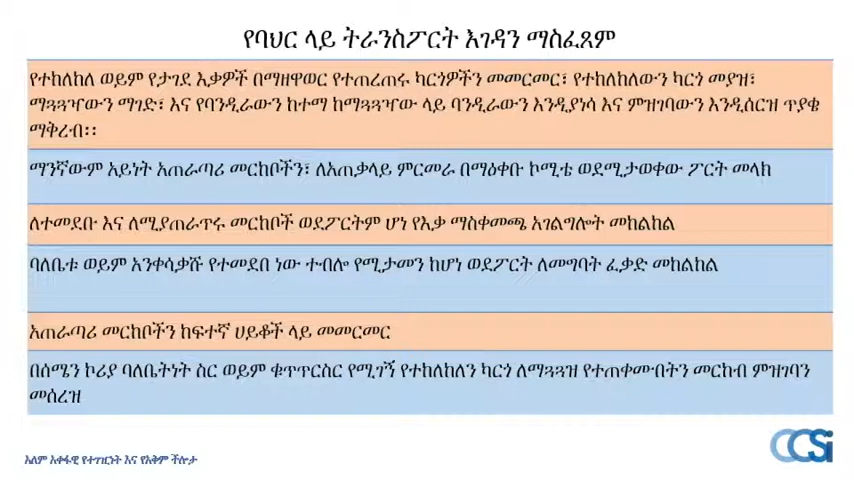 የባህር ላይ ትራንስፖርት እገዳን ማስፈጸም
የተከለከለ ወይም የታገደ እቃዎች በማዘዋወር የተጠረጠሩ ካርጎዎችን መመርመር፣ የተከለከለውን ካርጎ መያዝ፣
ማጓጓዣውን ማገድ፣ እና የባንዲራውን ከተማ ከማጓጓዣው ላይ ባንዲራውን እንዲያነሳ እና ምዝገባውን እንዲሰርዝ ጥያቄ
ማቅረብ፡፡
ማንኛውም አይነት አጠራጣሪ መርከቦችን፣ ለአጠቃላይ ምርመራ በማዕቀቡ ኮሚቴ ወደሚታወቀው ፖርት መላክ
ለተመደቡ እና ለሚያጠራጥሩ መርከቦች ወደፖርትም ሆነ የእቃ ማስቀመጫ አገልግሎት መከልከል
ባለቤቱ ወይም አንቀሳቃሹ የተመደበ ነው ተብሎ የሚታመን ከሆነ ወደፖርት ለመግባት ፈቃድ መከልከል
አጠራጣሪ መርከቦችን ከፍተኛ ሀይቆች ላይ መመርመር
በሰሜን ኮሪያ ባለቤትነት ስር ወይም ቁጥጥርስር የሚገኝ የተከለከለን ካርጎ ለማጓጓዝ የተጠቀሙበትን መርከብ ምዝገባን
መሰረዝ
CCSi
አለም አቀፋዊ የተገዢነት እና የአቅም ችሎታ